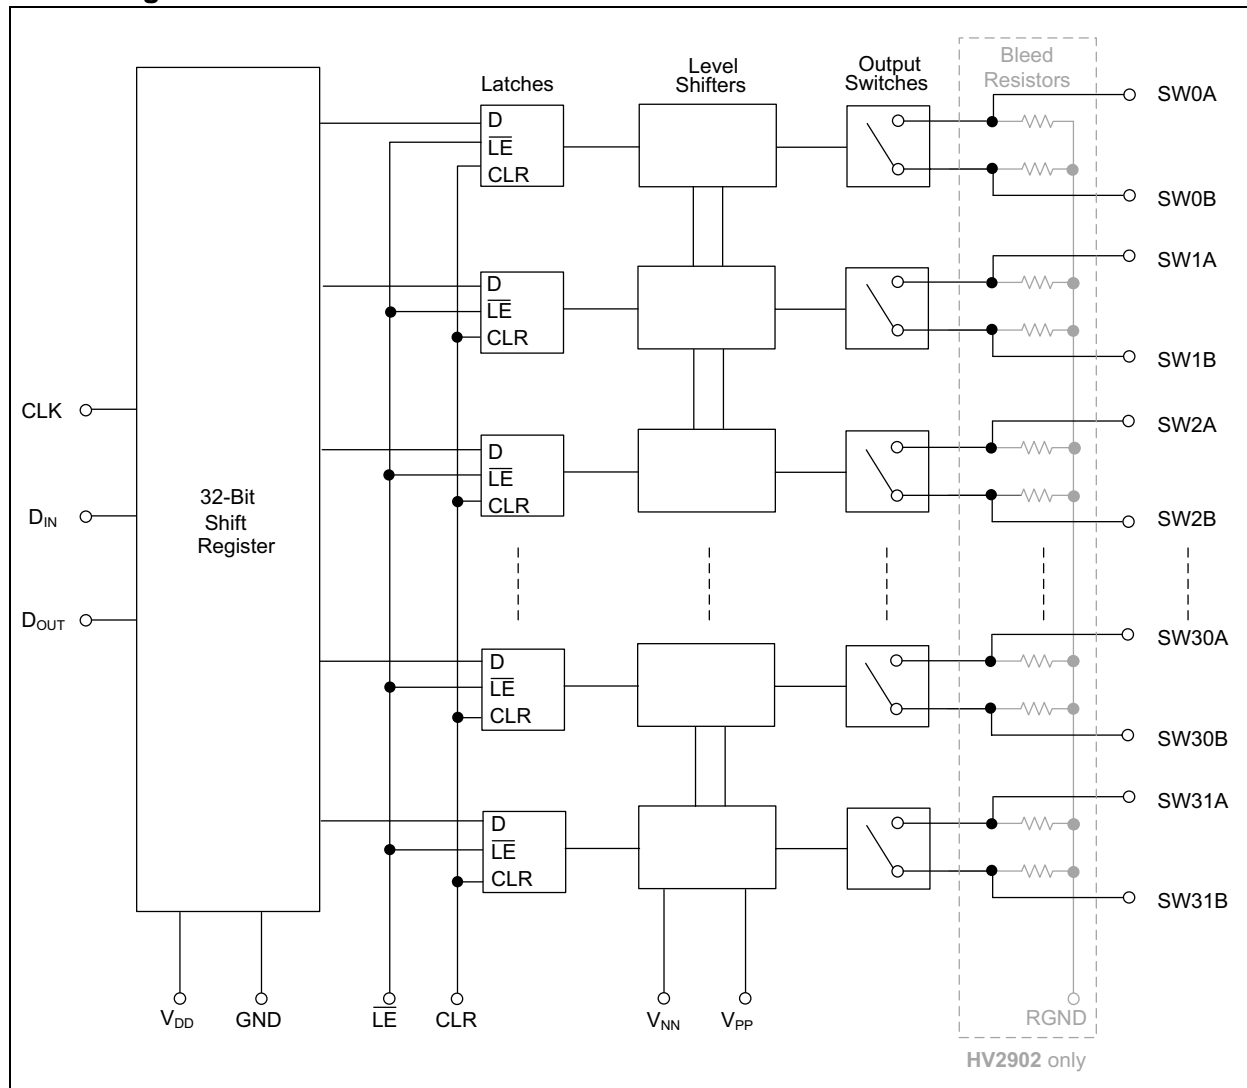 Latches
Level
Shifters
Output
Switches
Bleed
Resistors
SW0A
D
LE
CLR
SW0B
SW1A
D
LE
CLR
SW1B
CLK
SW2A
D
LE
CLR
32-Bit
Shift
Register
DIN
SW2B
DOUT
SW30A
D
LE
CLR
SW30B
SW31A
D
LE
CLR
SW31B
VDD
GND
LE
CLR
VNN
VPP
RGND
HV2902 only